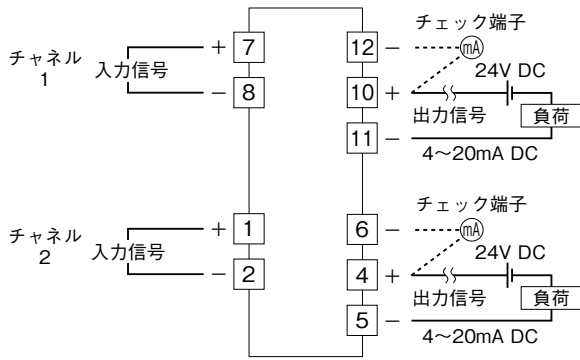 チェック端子
チャネル
1
入力信号
+ 7
− 8
12 −
mA
24V DC
10 +
出力信号
負荷
11 −
4〜20mA DC
チェック端子
チャネル
2
入力信号
+ 1
− 2
6 −
mA
24V DC
4 +
出力信号
負荷
5 −
4〜20mA DC